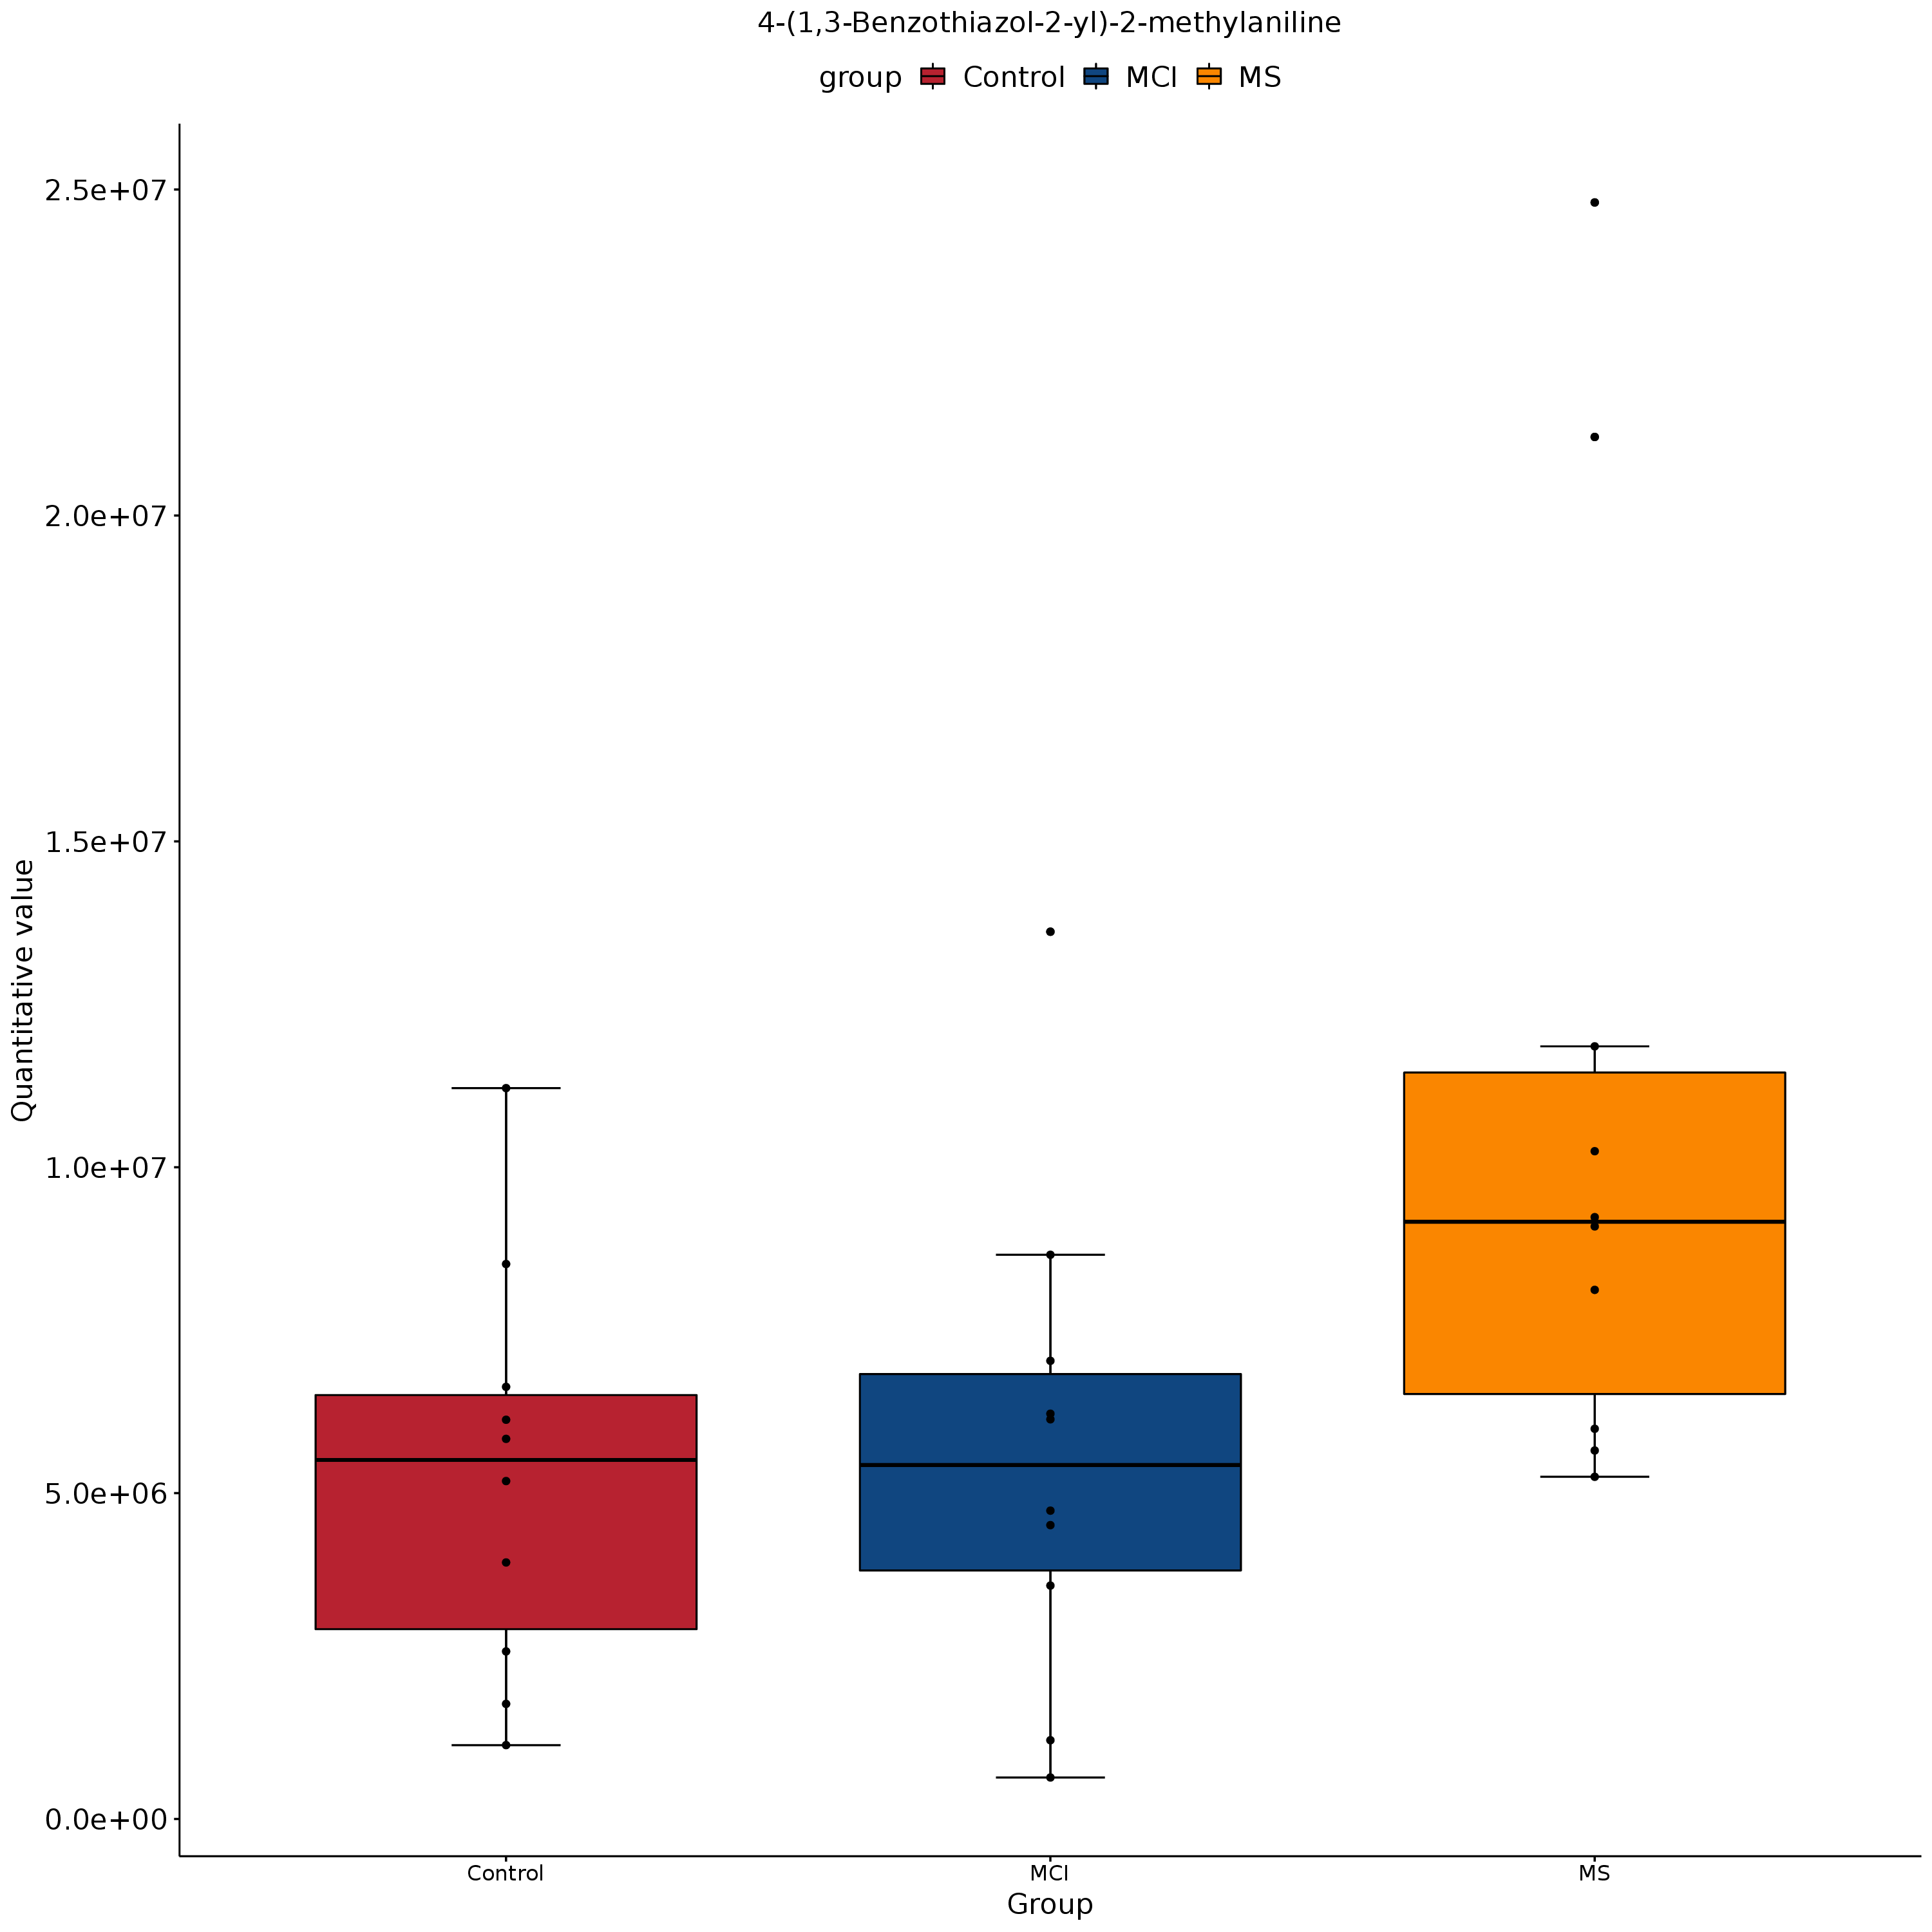 4-(1,3-Benzothiazol-2-yl)-2-methylaniline
group Control MCI MS
Quantitative value
2.5e+07
2.0e+07
1.5e+07
1.0e+07
5.0e+06
0.0e+00
Control MCI MS
Group